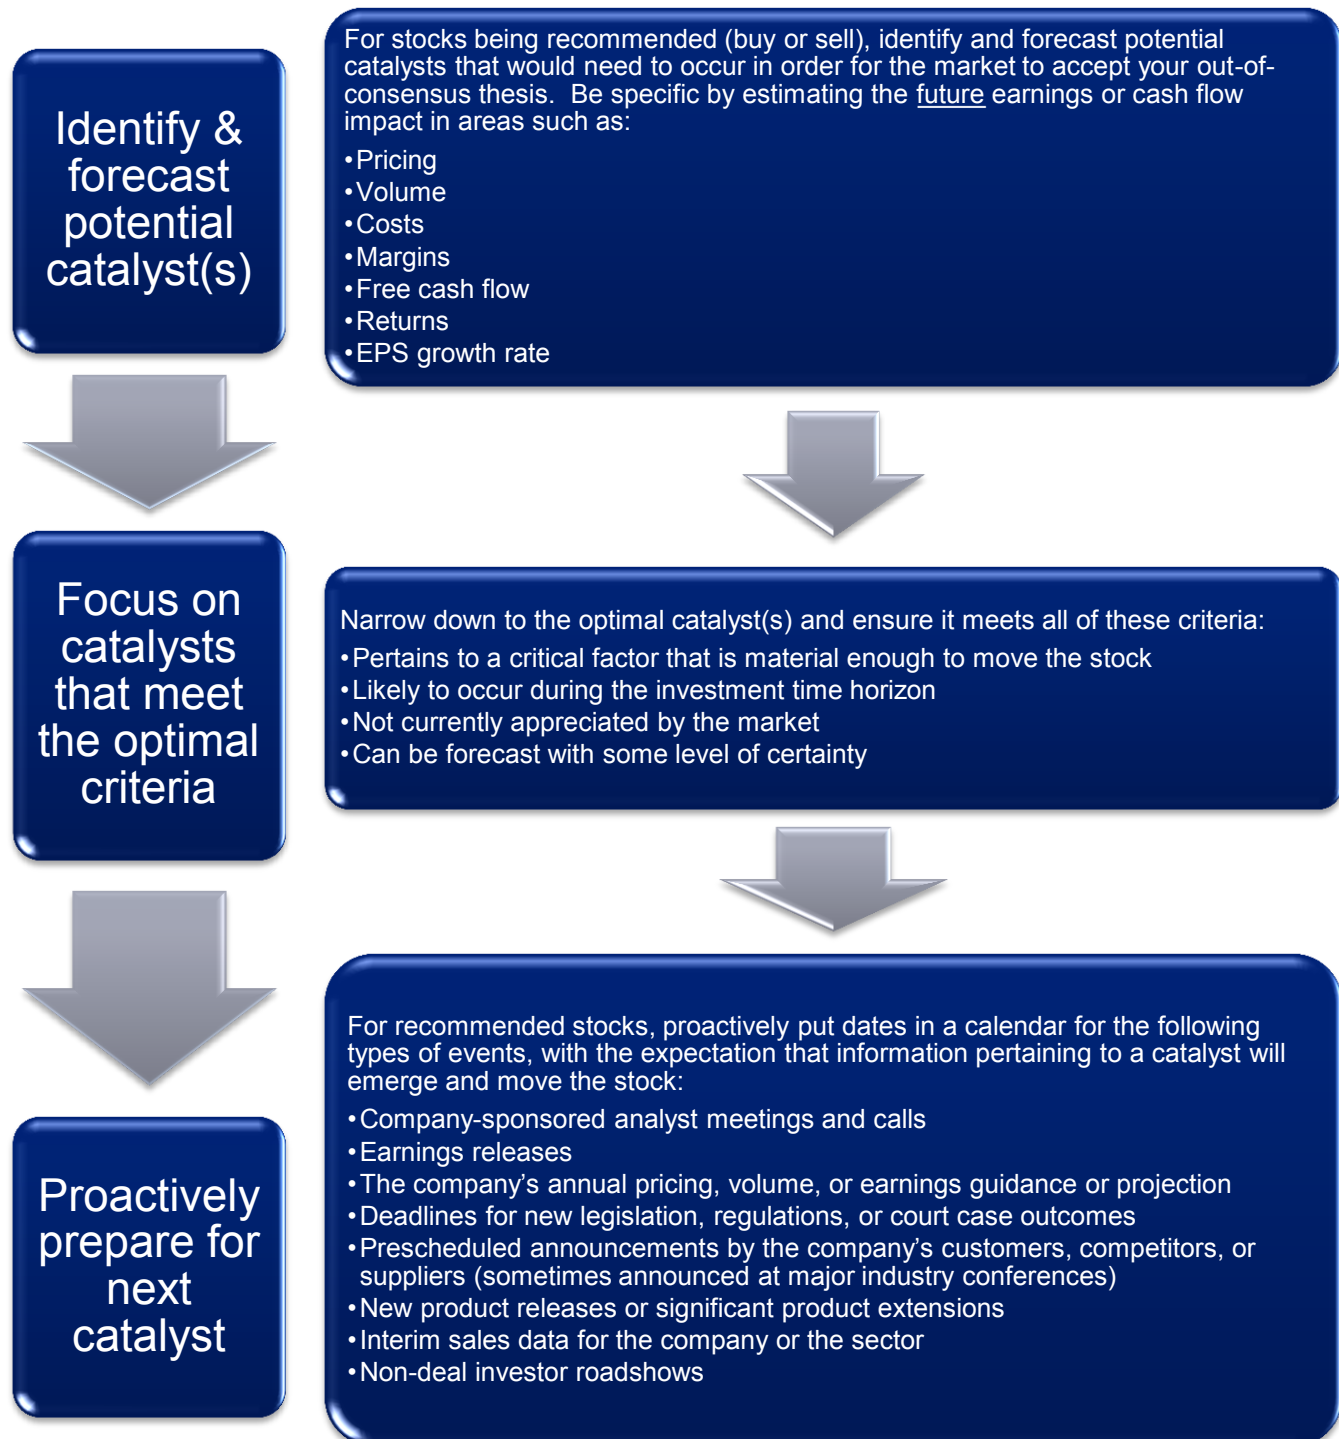 Identify &
forecast
potential
catalyst(s)
For stocks being recommended (buy or sell), identify and forecast potential
catalysts that would need to occur in order for the market to accept your out-of-
consensus thesis.  Be specific by estimating the future earnings or cash flow
impact in areas such as:
•Pricing
•Volume
•Costs
•Margins
•Free cash flow
•Returns
•EPS growth rate
Focus on
catalysts
that meet
the optimal
criteria
Narrow down to the optimal catalyst(s) and ensure it meets all of these criteria:
•Pertains to a critical factor that is material enough to move the stock
•Likely to occur during the investment time horizon
•Not currently appreciated by the market
•Can be forecast with some level of certainty
Proactively
prepare for
next
catalyst
For recommended stocks, proactively put dates in a calendar for the following
types of events, with the expectation that information pertaining to a catalyst will
emerge and move the stock:
•Company-sponsored analyst meetings and calls
•Earnings releases
•The company’s annual pricing, volume, or earnings guidance or projection
•Deadlines for new legislation, regulations, or court case outcomes
•Prescheduled announcements by the company’s customers, competitors, or
suppliers (sometimes announced at major industry conferences)
•New product releases or significant product extensions
•Interim sales data for the company or the sector
•Non-deal investor roadshows